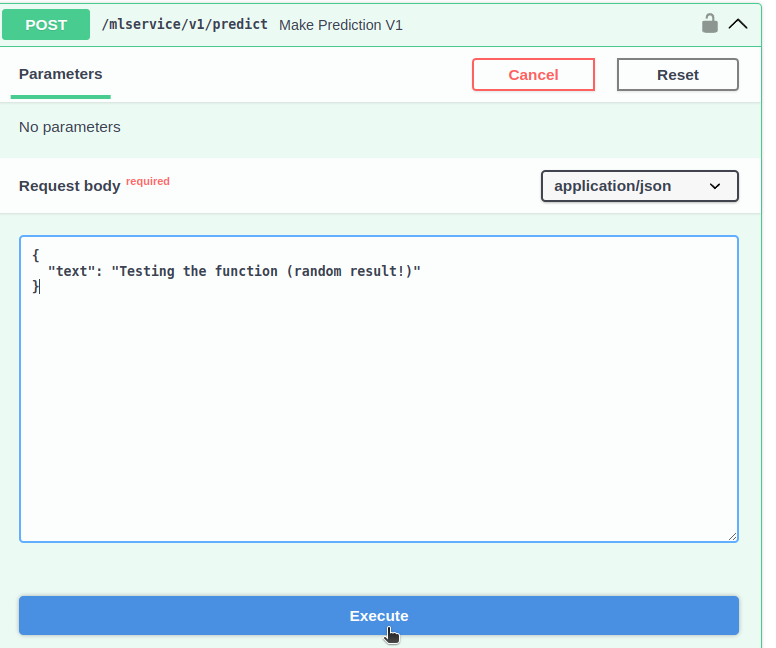 POST /mlservice/v1/predict Make Prediction V1
Parameters Cancel Reset
No parameters
Request body required application/json
{
  "text": "Testing the function (random result!)"
}
Execute